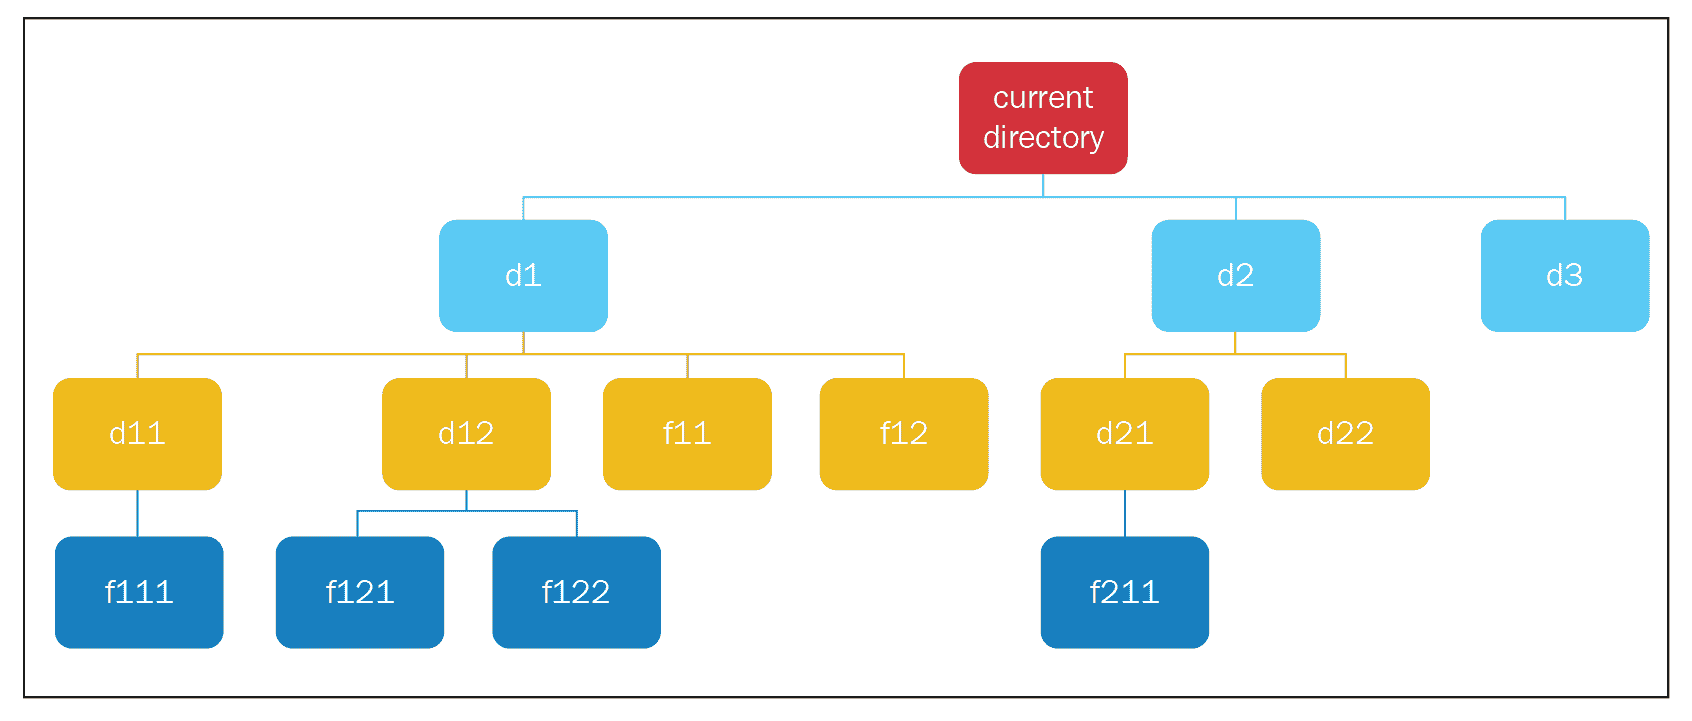 current
directory
d1
d2
d3
d11
d12
f11
f12
d21
d22
f111
f121
f122
f211